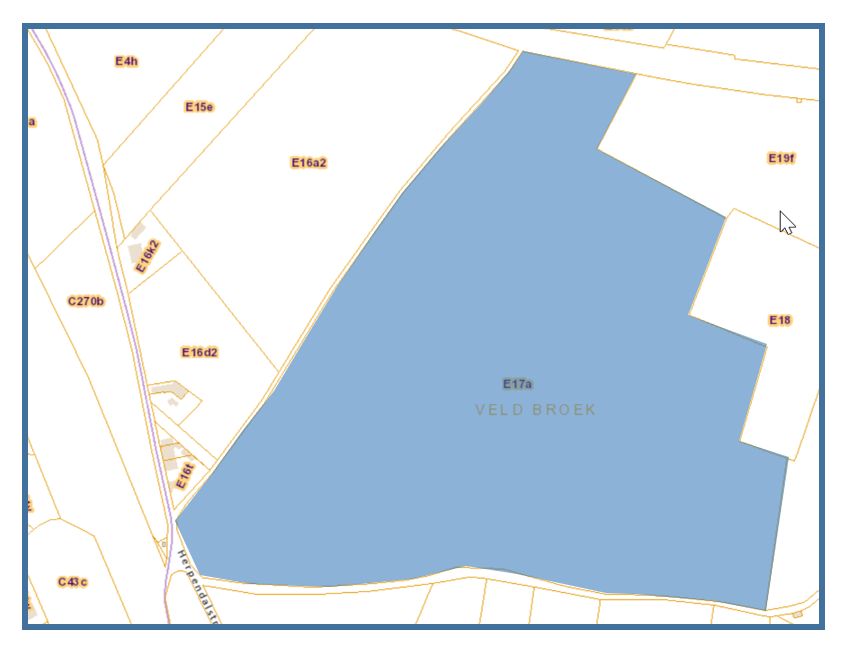 E4h
E15e
a
E16a2
E19f
E16k2
C270b
E18
E16d2
E17a
VELD BROEK
E16t
Herpendalstr
C43c